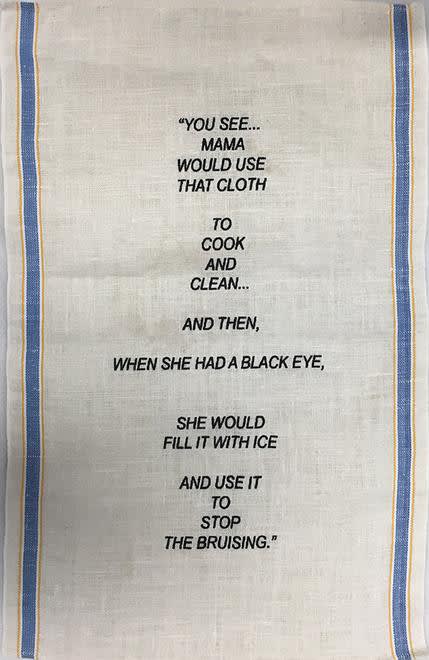 “YOU SEE...
MAMA
WOULD USE
THAT CLOTH
TO
COOK
AND
CLEAN...
AND THEN,
WHEN SHE HAD A BLACK EYE,
SHE WOULD
FILL IT WITH ICE
AND USE IT
TO
STOP
THE BRUISING.”